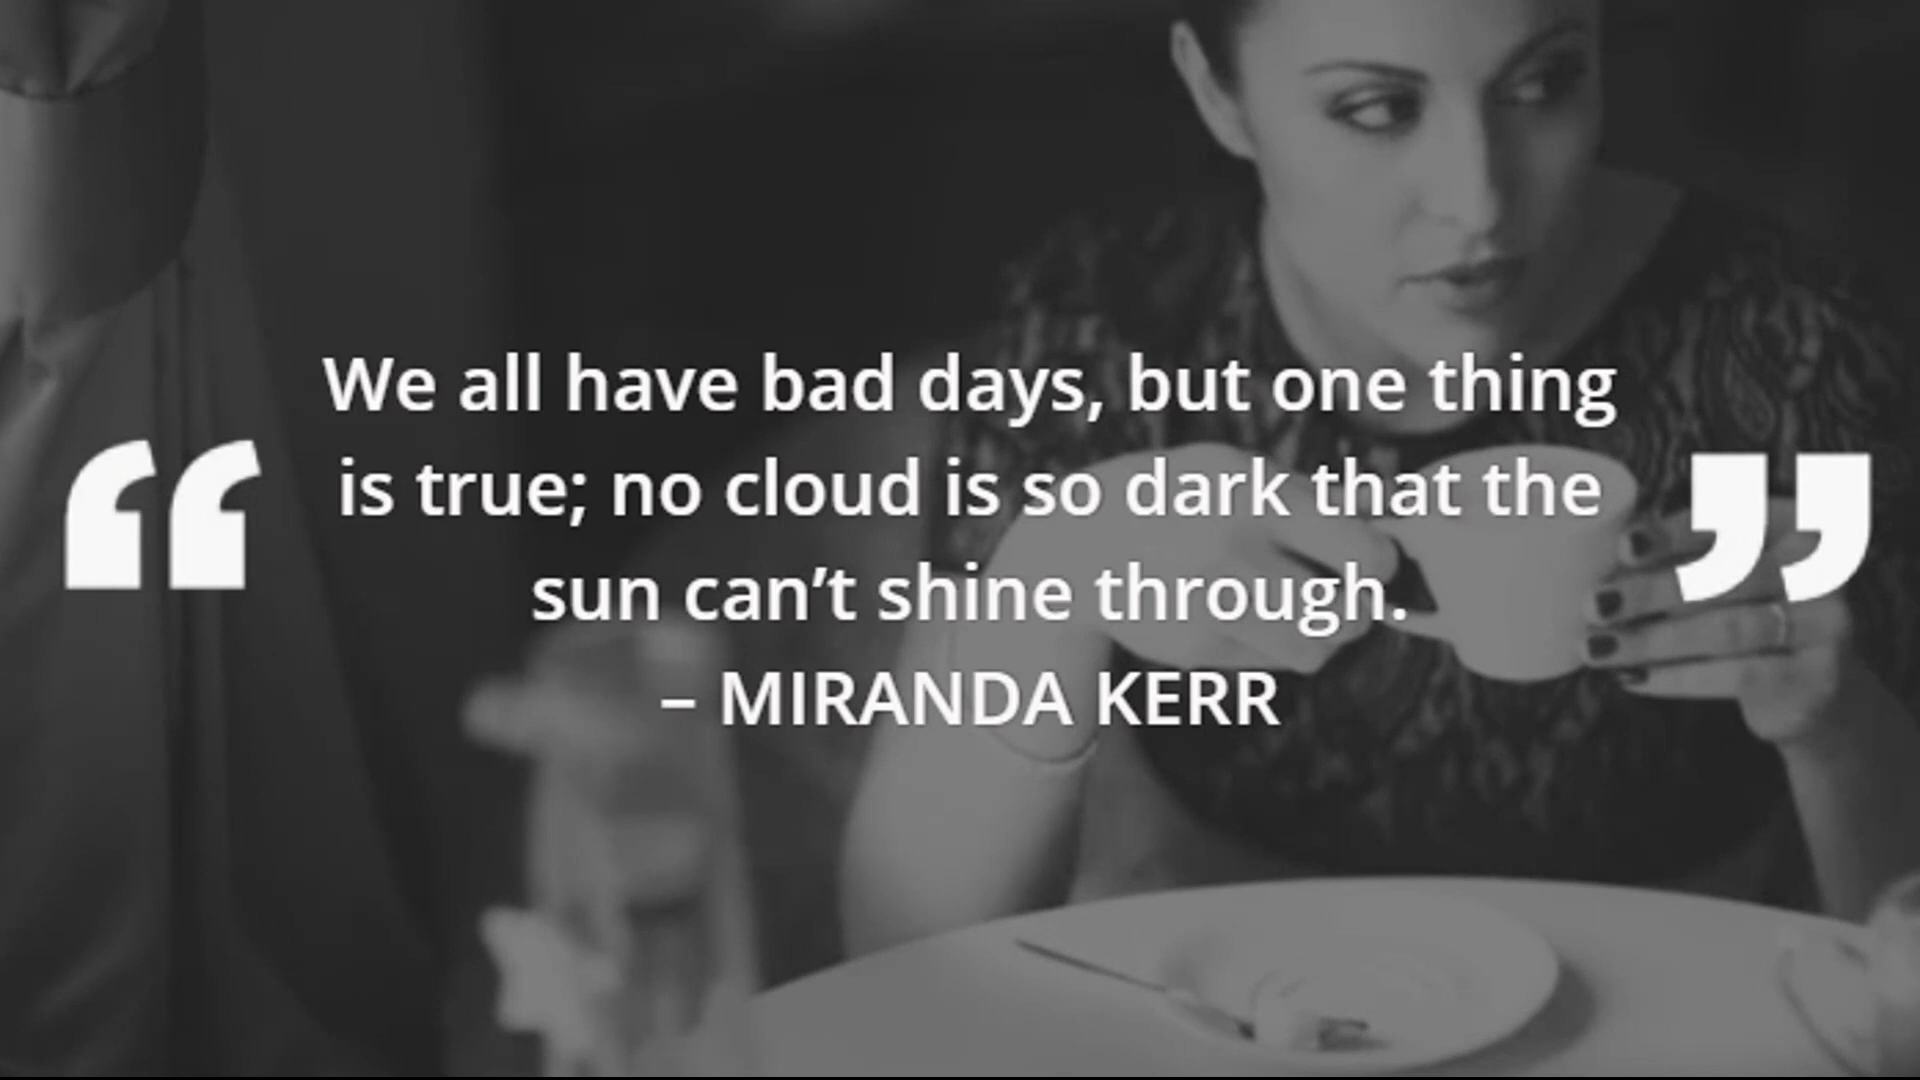 “
We all have bad days, but one thing
is true; no cloud is so dark that the
sun can’t shine through.
– MIRANDA KERR
”